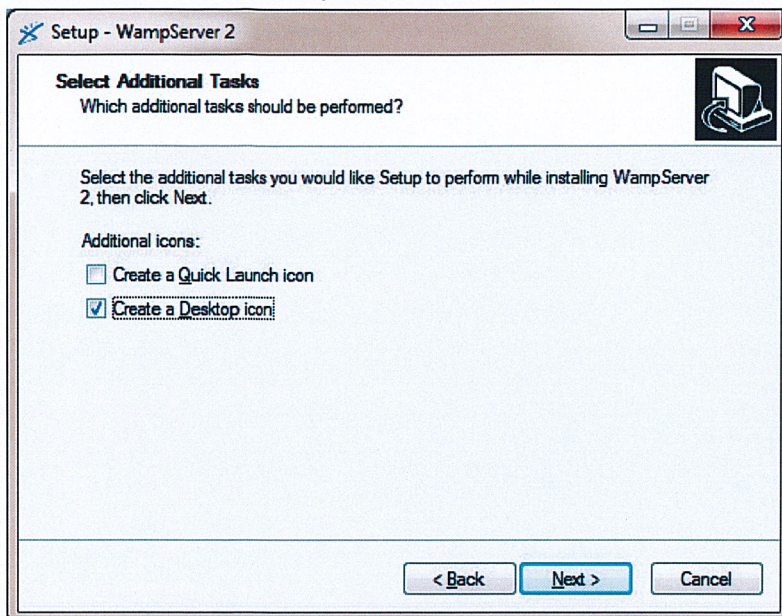 Setup - WampServer 2
Select Additional Tasks
Which additional tasks should be performed?
Select the additional tasks you would like Setup to perform while installing WampServer
2, then click Next.
Additional icons:
Create a Quick Launch icon
Create a Desktop icon
< Back Next > Cancel